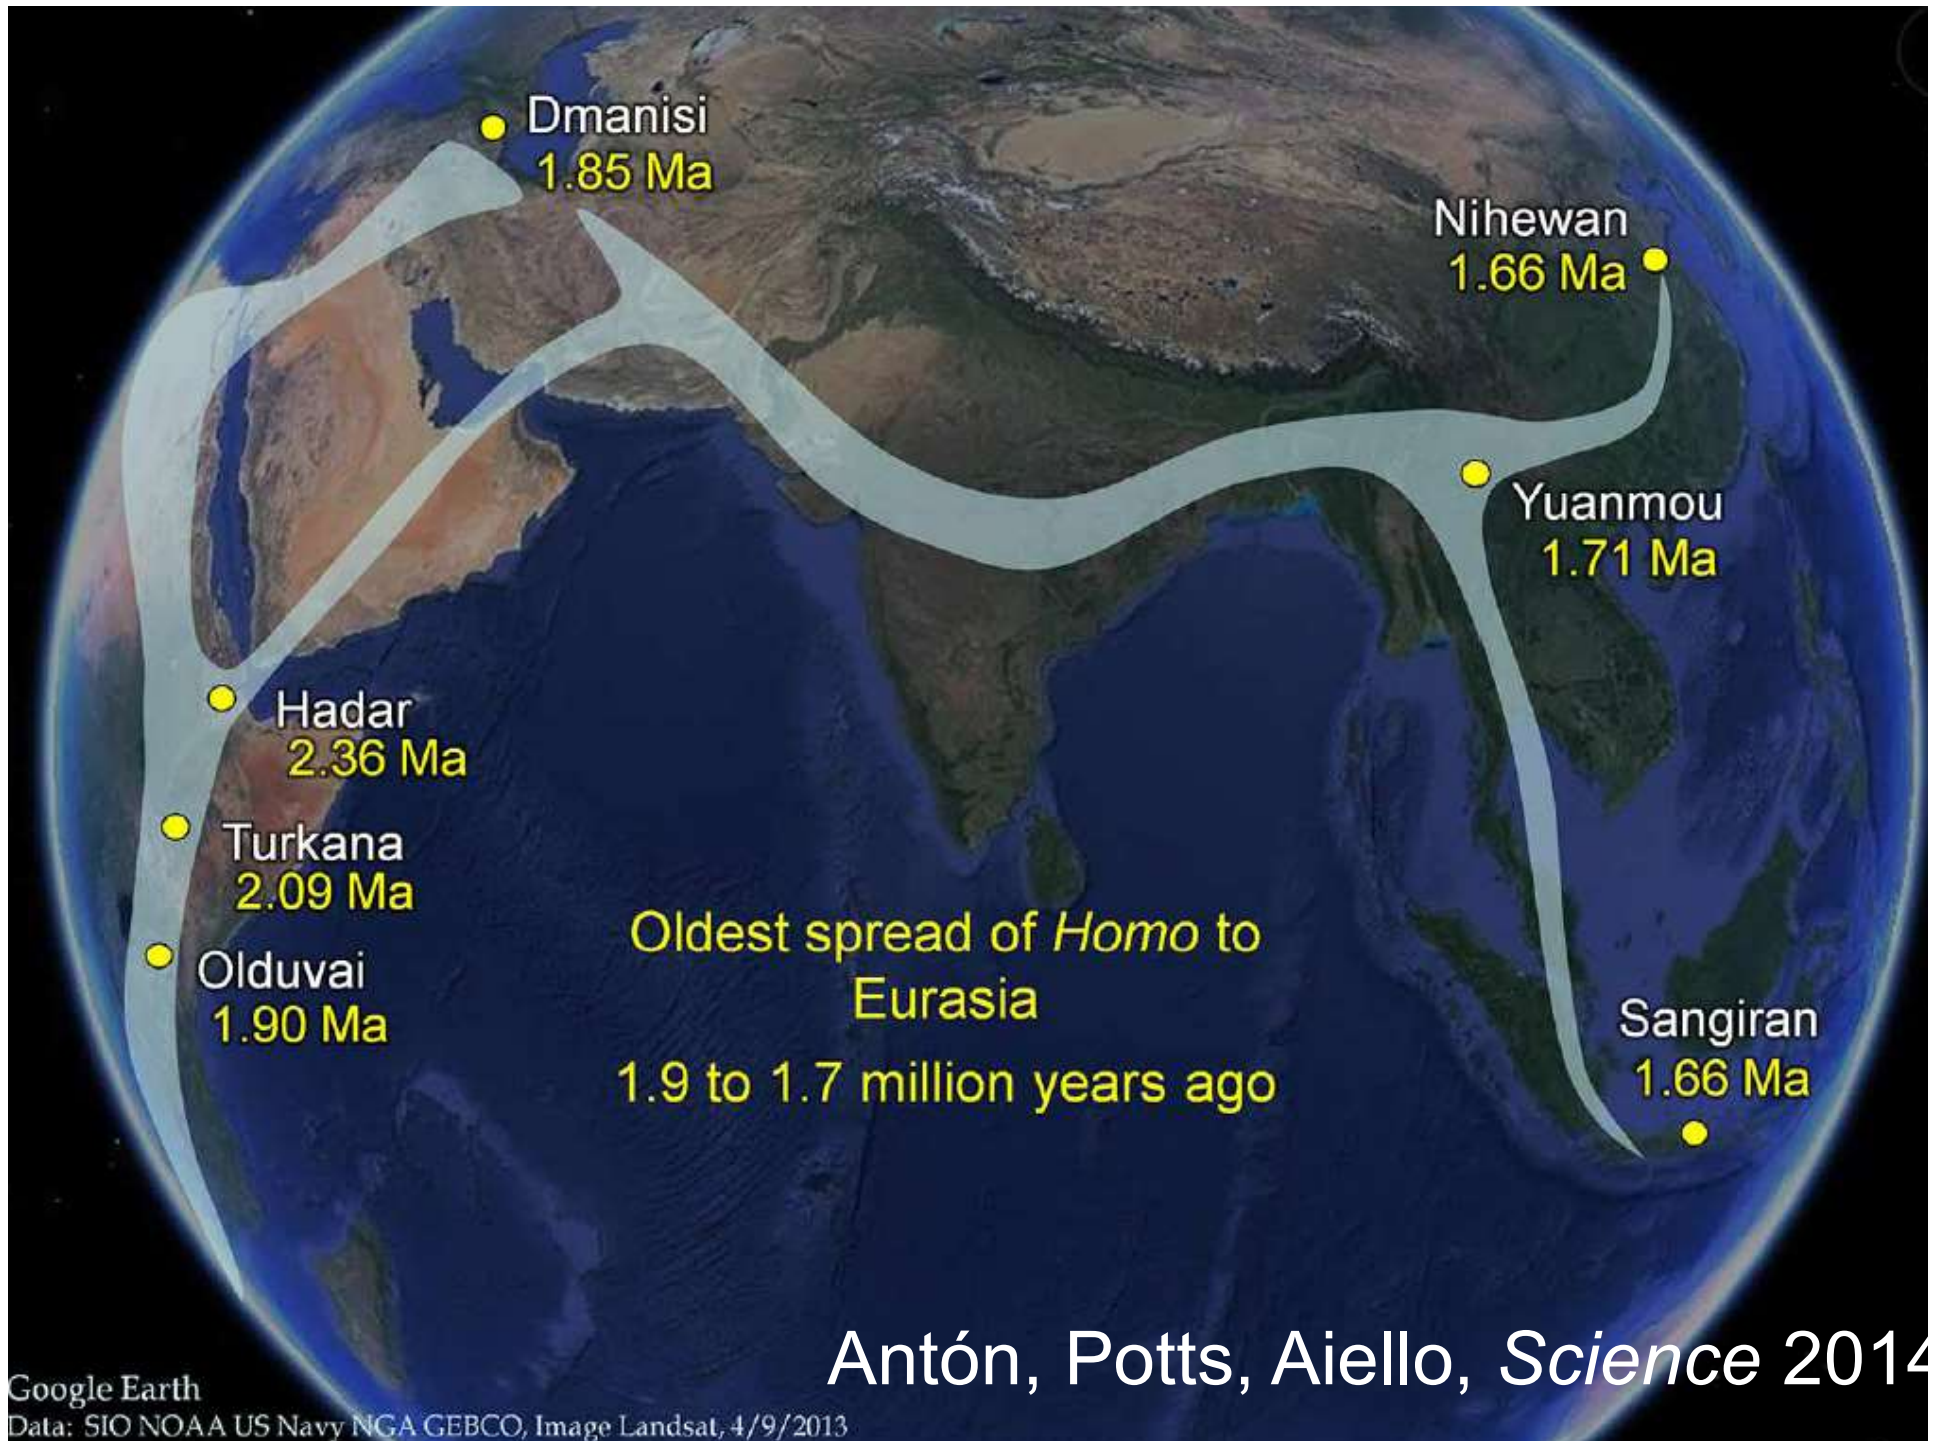 Dmanisi
1.85 Ma
Nihewan
1.66 Ma
Yuanmou
1.71 Ma
Hadar
2.36 Ma
Turkana
2.09 Ma
Olduvai
1.90 Ma
Oldest spread of Homo to
Eurasia
1.9 to 1.7 million years ago
Sangiran
1.66 Ma
Antón, Potts, Aiello, Science 2014
Google Earth
Data: SIO NOAA US Navy NGA GEBCO, Image Landsat, 4/9/2013